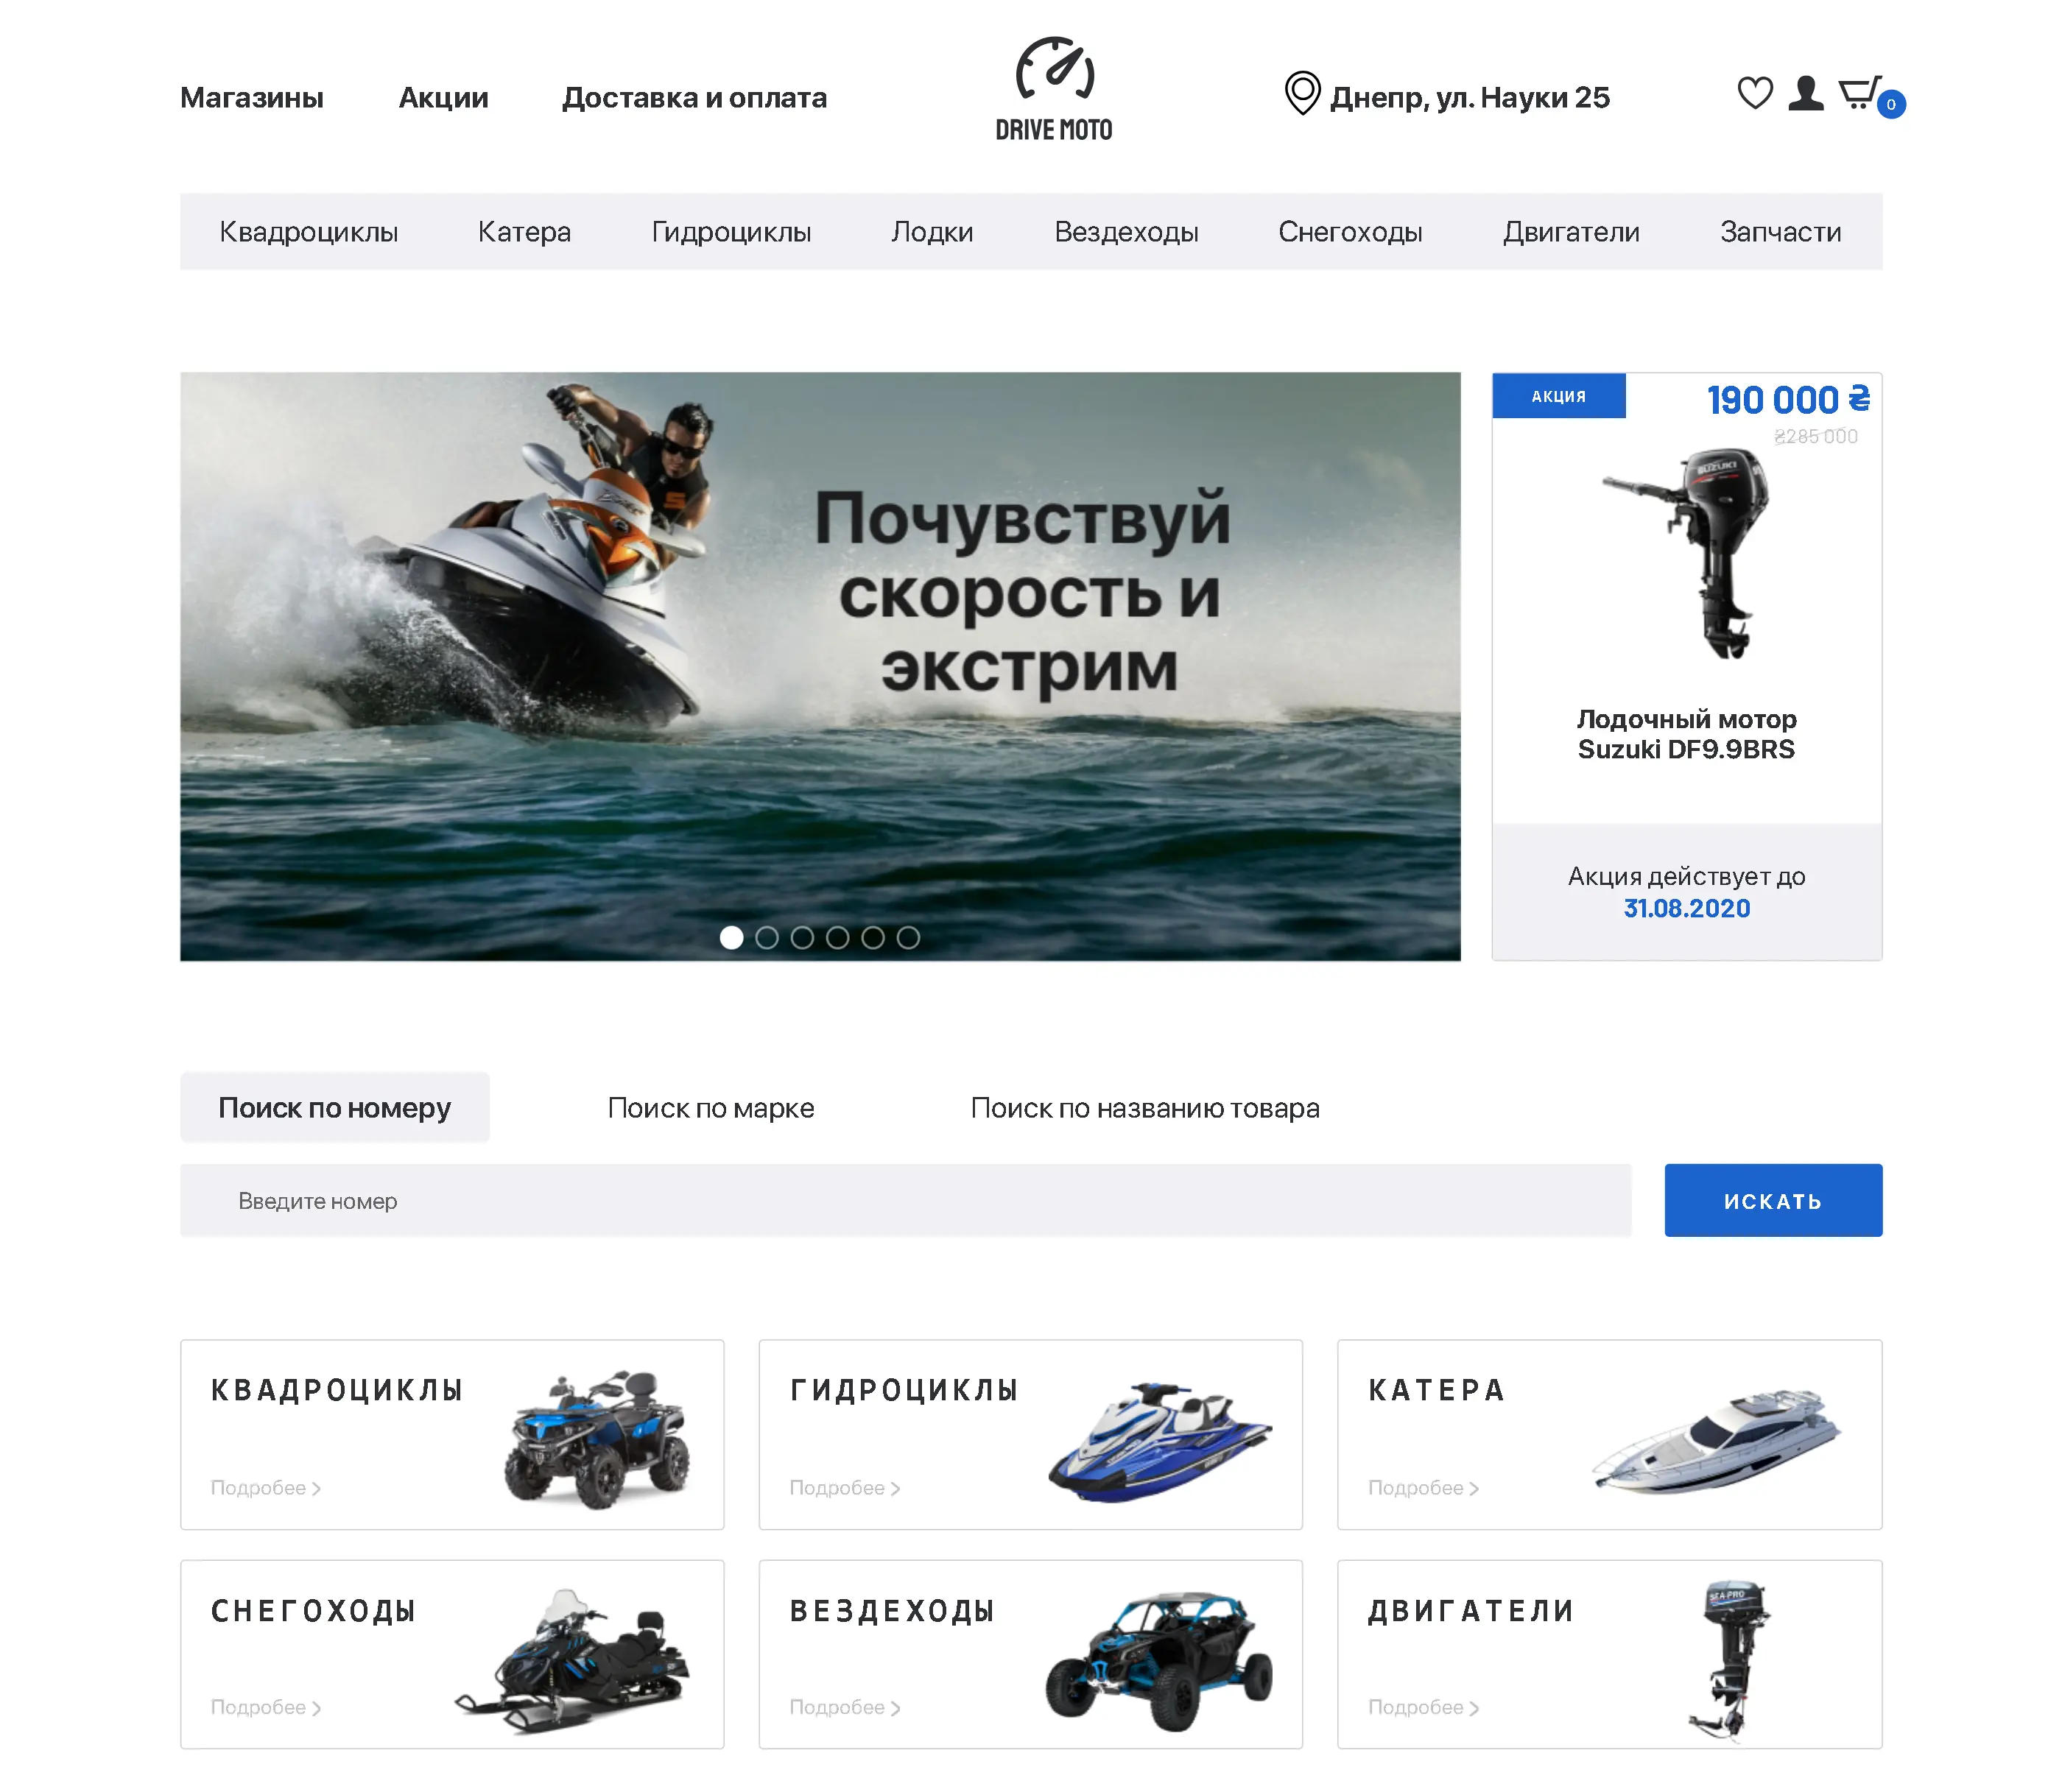 Магазины
Акции
Доставка и оплата
DRIVE MOTO
Днепр, ул. Науки 25
0
Квадроциклы
Катера
Гидроциклы
Лодки
Вездеходы
Снегоходы
Двигатели
Запчасти
Почувствуй
скорость и
экстрим
АКЦИЯ
190 000 ₴
₴285 000
SUZUKI
Лодочный мотор
Suzuki DF9.9BRS
Акция действует до
31.08.2020
Поиск по номеру
Поиск по марке
Поиск по названию товара
Введите номер
ИСКАТЬ
КВАДРОЦИКЛЫ
Подробее >
ГИДРОЦИКЛЫ
Подробее >
КАТЕРА
Подробее >
СНЕГОХОДЫ
Подробее >
ВЕЗДЕХОДЫ
Подробее >
ДВИГАТЕЛИ
SEA-PRO
Подробее >